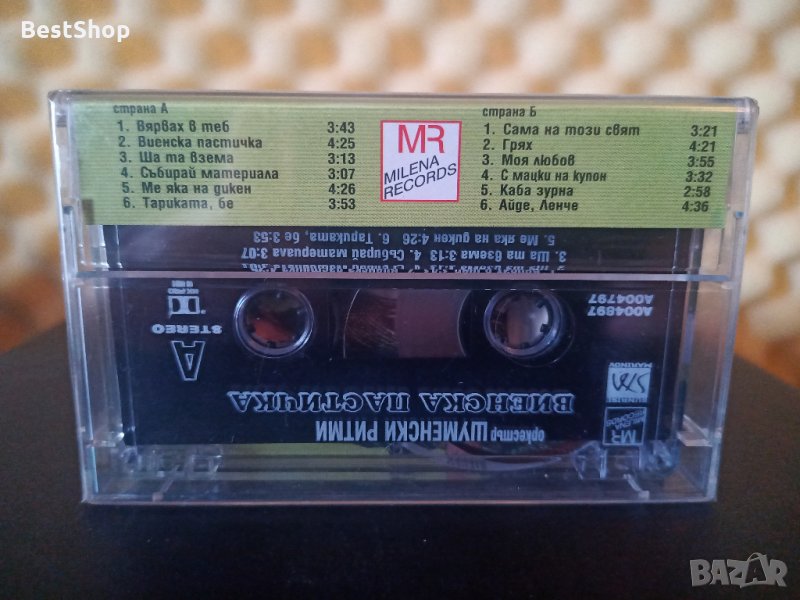 BestShop
страна А
1. Вярвах в теб 3:43
2. Виенска пастичка 4:25
3. Ша та взема 3:13
4. Събирай материала 3:07
5. Ме яка на дикен 4:26
6. Тариката, бе 3:53
MR
MILENA
RECORDS
страна Б
1. Сама на този свят 3:21
2. Грях 4:21
3. Моя любов 3:55
4. С мацки на купон 3:32
5. Каба зурна 2:58
6. Айде, Ленче 4:36
5. Ме яка на дикен 4:26 6. Тариката, бе 3:53
3. Ша та взема 3:13 4. Събирай материала 3:07
A004897
A004797
A
STEREO
ВИЕНСКА ПАСТИЧКА
оркестър ШУМЕНСКИ РИТМИ
MR
MILENA
RECORDS
MARINOV
BAZAR